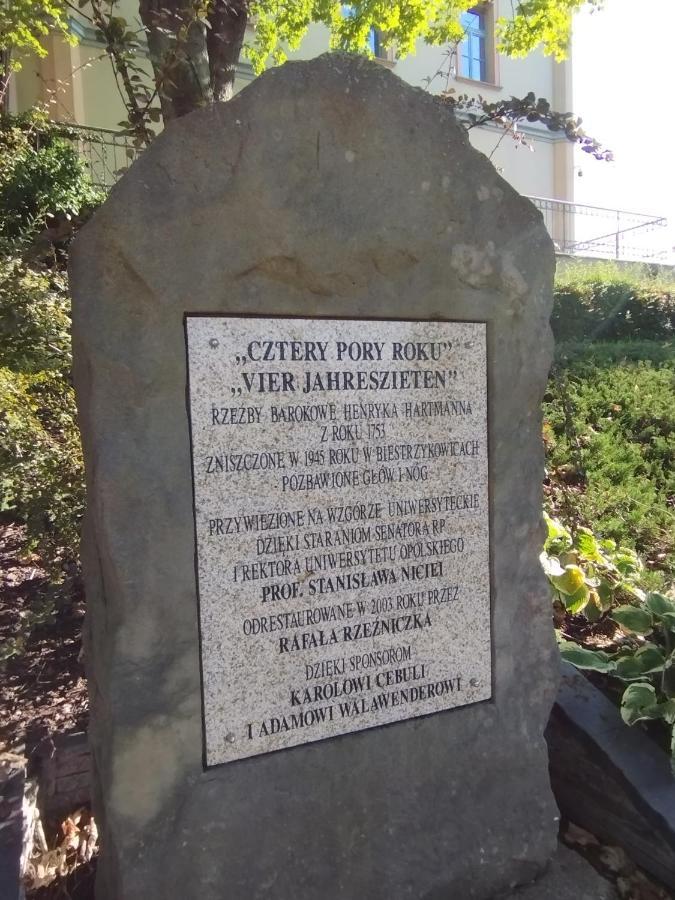 „CZTERY PORY ROKU”
„VIER JAHRESZIETEN”
RZEŹBY BAROKOWE HENRYKA HARTMANNA
Z ROKU 1753
ZNISZCZONE W 1945 ROKU W BIESTRZYKOWICACH
POZBAWIONE GŁÓW I NÓG
PRZYWIEZIONE NA WZGÓRZE UNIWERSYTECKIE
DZIĘKI STARANIOM SENATORA RP
I REKTORA UNIWERSYTETU OPOLSKIEGO
PROF. STANISŁAWA NICIEI
ODRESTAUROWANE W 2003 ROKU PRZEZ
RAFAŁA RZEŹNICZKA
DZIĘKI SPONSOROM
KAROLOWI CEBULI
I ADAMOWI WALAWENDEROWI